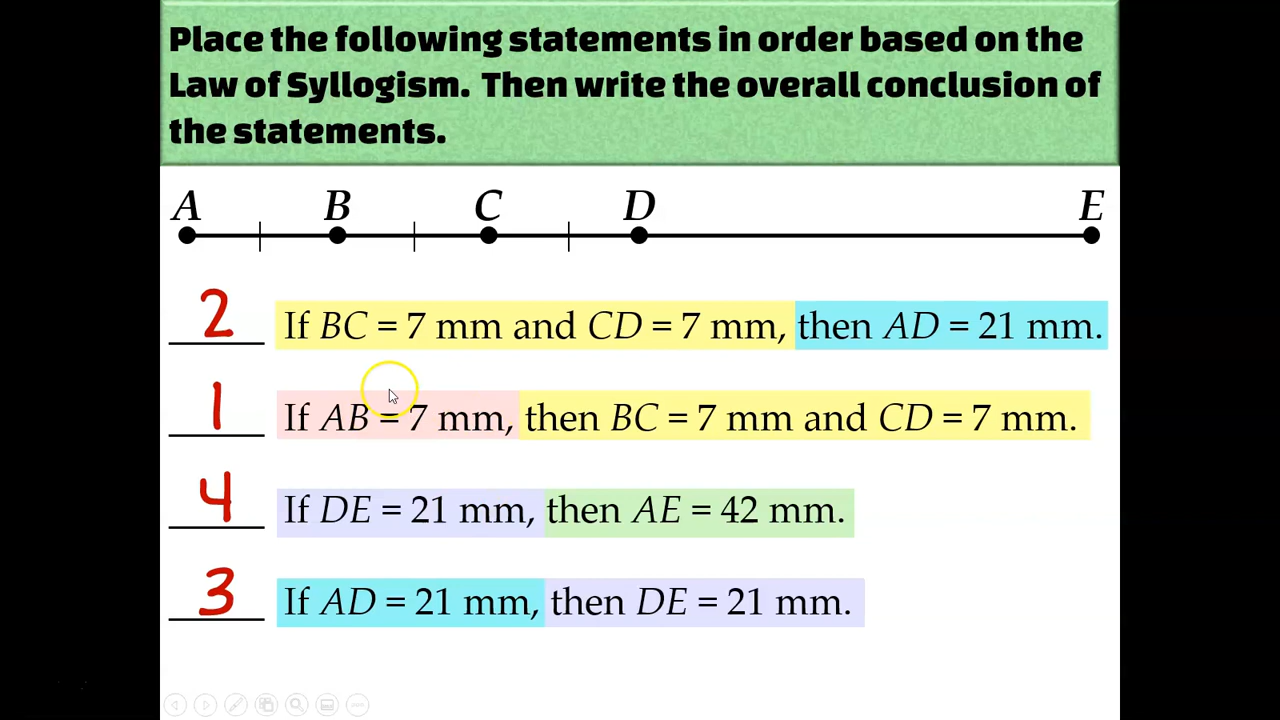 Place the following statements in order based on the
Law of Syllogism.  Then write the overall conclusion of
the statements.
A B C D E
2 If BC = 7 mm and CD = 7 mm, then AD = 21 mm.
1 If AB = 7 mm, then BC = 7 mm and CD = 7 mm.
4 If DE = 21 mm, then AE = 42 mm.
3 If AD = 21 mm, then DE = 21 mm.